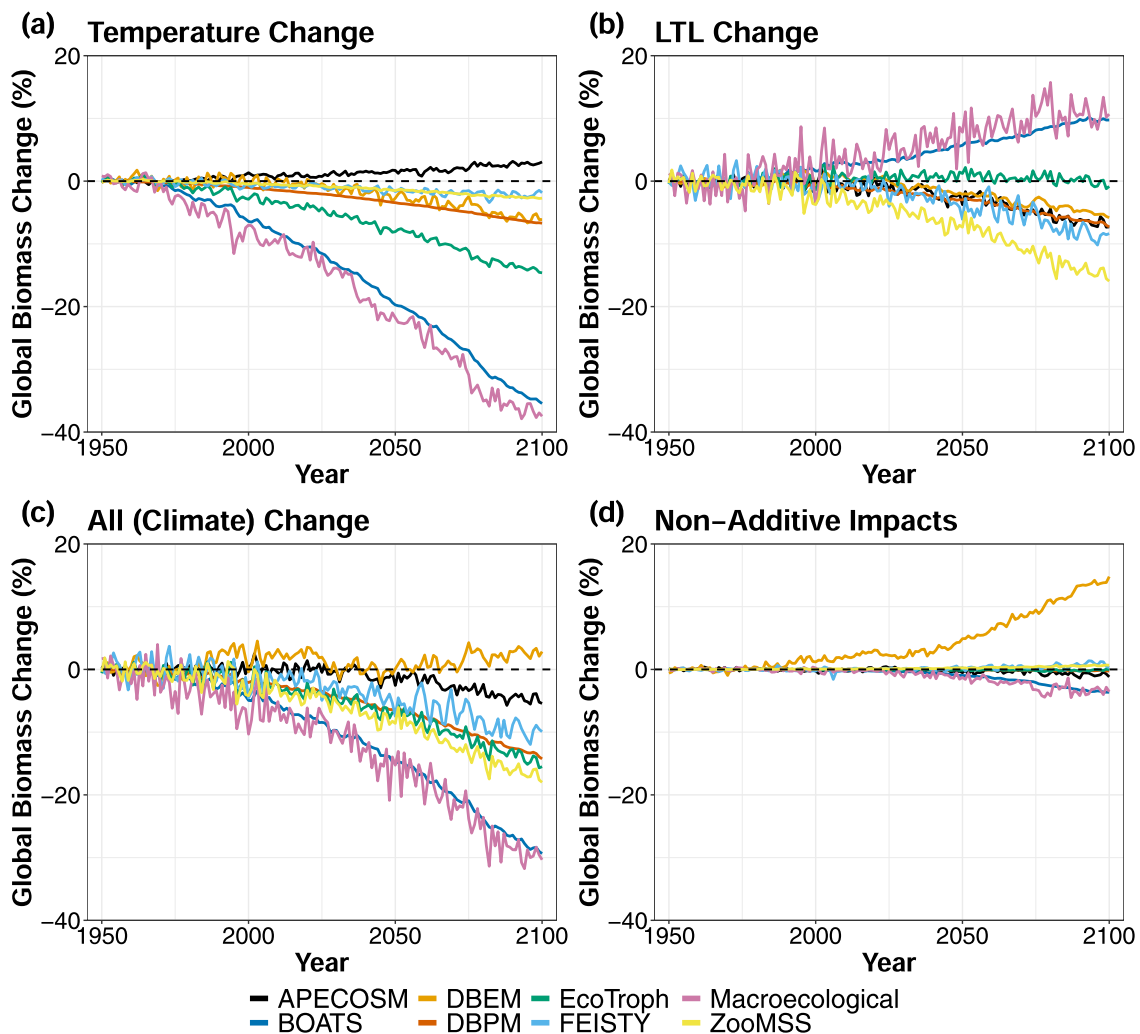 (a) Temperature Change
20
0
−20
−40
Global Biomass Change (%)
1950 2000 2050 2100
Year
(b) LTL Change
20
0
−20
−40
Global Biomass Change (%)
1950 2000 2050 2100
Year
(c) All (Climate) Change
20
0
−20
−40
Global Biomass Change (%)
1950 2000 2050 2100
Year
(d) Non−Additive Impacts
20
0
−20
−40
Global Biomass Change (%)
1950 2000 2050 2100
Year
APECOSM DBEM EcoTroph Macroecological
BOATS DBPM FEISTY ZooMSS